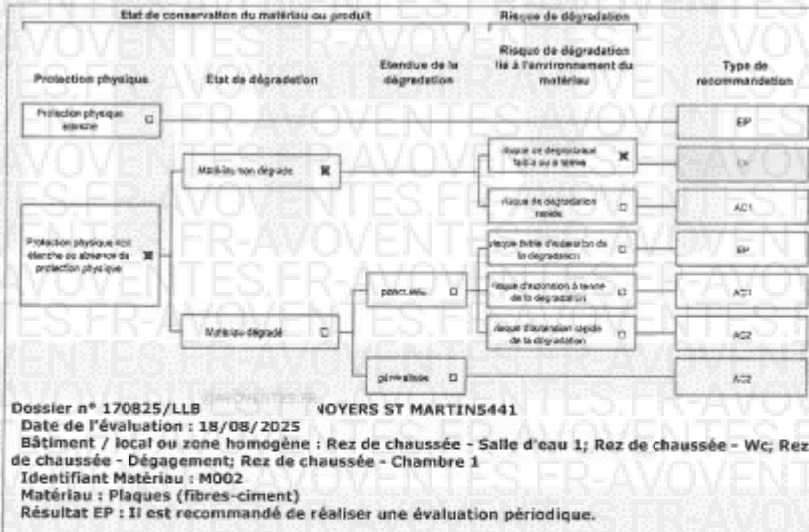 Etat de conservation du matériau ou produit
Risque de dégradation
Protection physique
Etat de dégradation
Etendue de la dégradation
Risque de dégradation lié à l'environnement du matériau
Type de recommandation
Protection physique étanche
EP
Matériau non dégradé
risque de dégradation faible ou à terme
EP
risque de dégradation rapide
AC1
Protection physique non étanche ou absence de protection physique
risque faible d'extension de la dégradation
EP
ponctuelle
risque d'extension à terme de la dégradation
AC1
Matériau dégradé
risque d'extension rapide de la dégradation
AC2
généralisée
AC2
©AVOVENTES.FR
Dossier n° 170825/LLB NOYERS ST MARTIN5441
Date de l'évaluation : 18/08/2025
Bâtiment / local ou zone homogène : Rez de chaussée - Salle d'eau 1; Rez de chaussée - Wc; Rez
de chaussée - Dégagement; Rez de chaussée - Chambre 1
Identifiant Matériau : M002
Matériau : Plaques (fibres-ciment)
Résultat EP : Il est recommandé de réaliser une évaluation périodique.